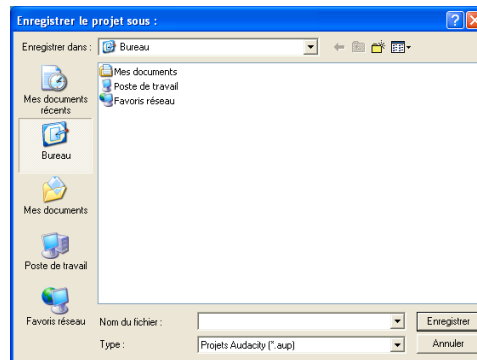 Enregistrer le projet sous :
Enregistrer dans :
Bureau
Mes documents
récents
Bureau
Mes documents
Poste de travail
Favoris réseau
Mes documents
Poste de travail
Favoris réseau
Nom du fichier :
Enregistrer
Type :
Projets Audacity (*.aup)
Annuler